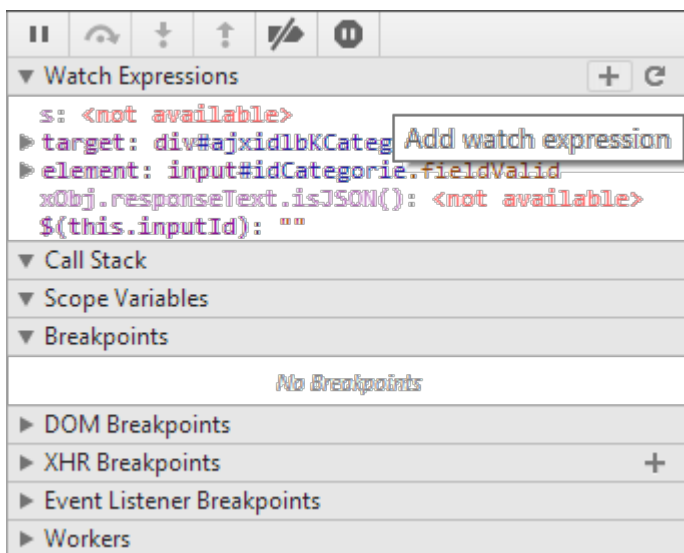 Watch Expressions
s: <not available>
target: div#ajxidlbKCateg
Add watch expression
element: input#idCategorie.fieldValid
xObj.responseText.isJSON(): <not available>
$(this.inputId): ""
Call Stack
Scope Variables
Breakpoints
No Breakpoints
DOM Breakpoints
XHR Breakpoints
Event Listener Breakpoints
Workers